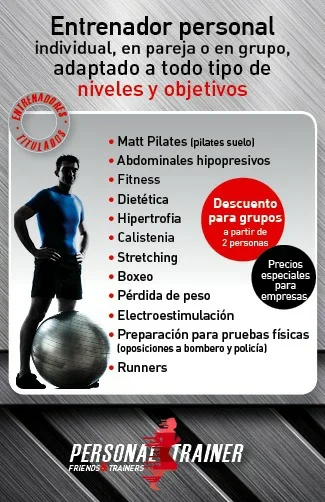 Entrenador personal
individual, en pareja o en grupo,
adaptado a todo tipo de
niveles y objetivos
ENTRENADORES
TITULADOS
• Matt Pilates (pilates suelo)
• Abdominales hipopresivos
• Fitness
• Dietética
• Hipertrofia
• Calistenia
• Stretching
• Boxeo
• Pérdida de peso
• Electroestimulación
• Preparación para pruebas físicas
(oposiciones a bombero y policía)
• Runners
Descuento
para grupos
a partir de
2 personas
Precios
especiales
para
empresas
PERSONAL TRAINER
FRIENDS TRAINERS